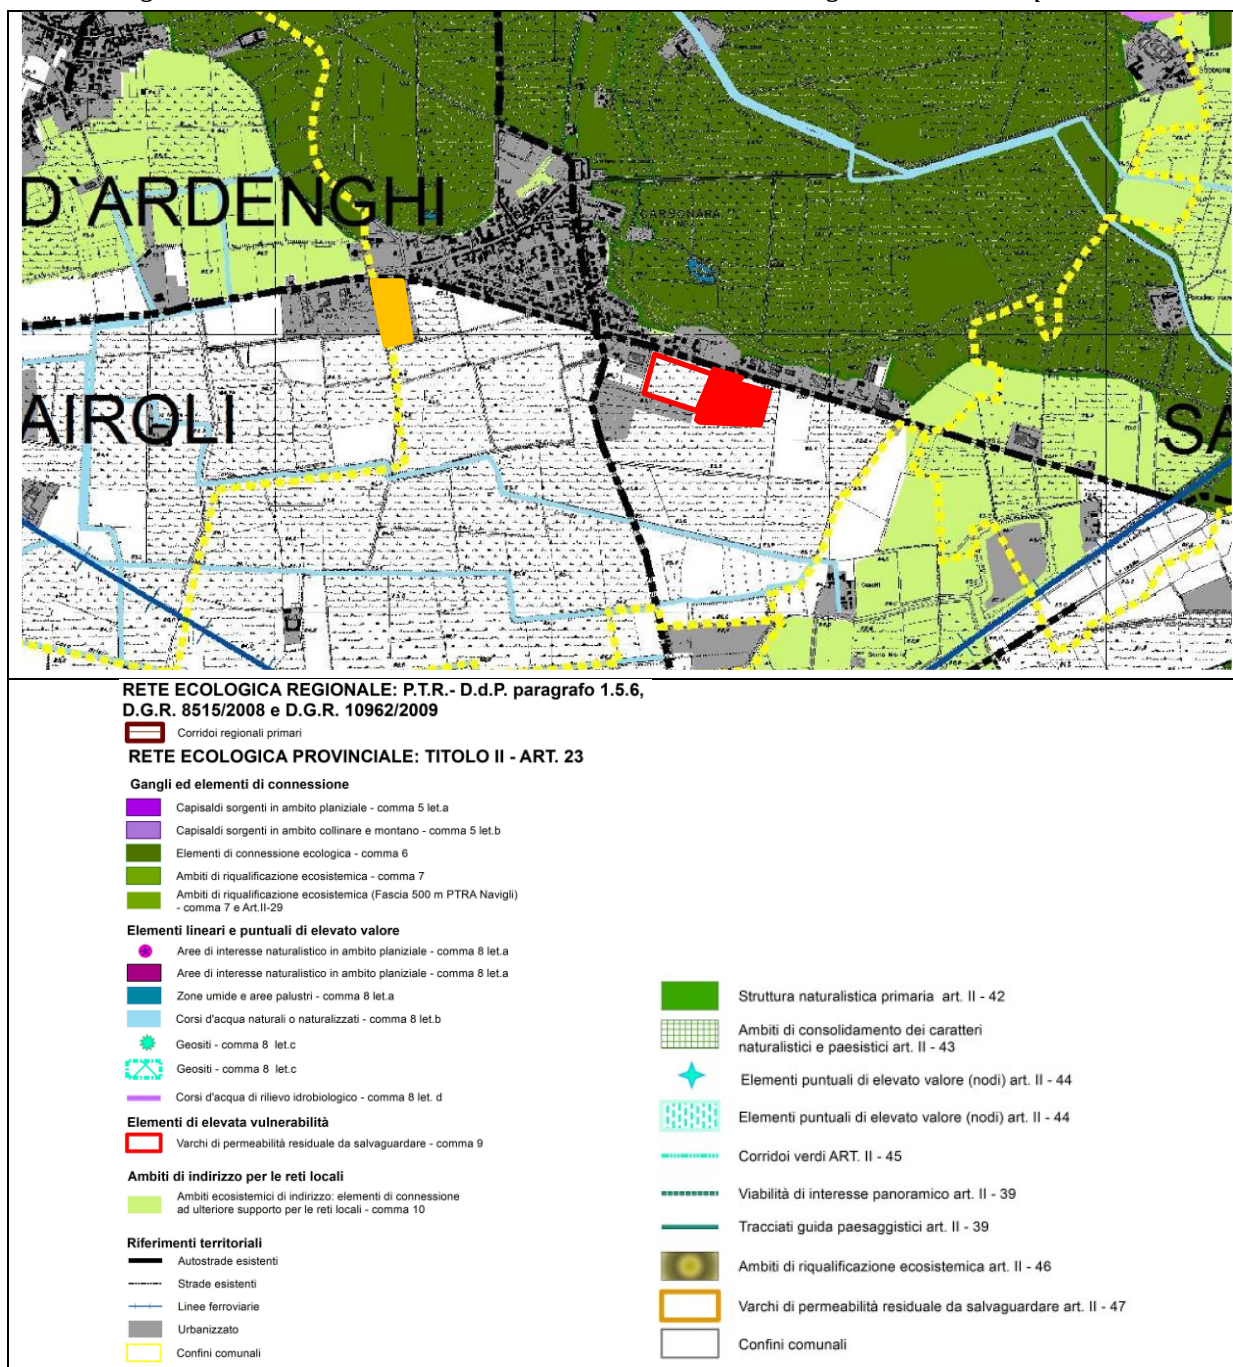 D'ARDENGHI
CARBONARA
AIROLI
SA
RETE ECOLOGICA REGIONALE: P.T.R.- D.d.P. paragrafo 1.5.6,
D.G.R. 8515/2008 e D.G.R. 10962/2009
Corridoi regionali primari
RETE ECOLOGICA PROVINCIALE: TITOLO II - ART. 23
Gangli ed elementi di connessione
Capisaldi sorgenti in ambito planiziale - comma 5 let.a
Capisaldi sorgenti in ambito collinare e montano - comma 5 let.b
Elementi di connessione ecologica - comma 6
Ambiti di riqualificazione ecosistemica - comma 7
Ambiti di riqualificazione ecosistemica (Fascia 500 m PTRA Navigli)
- comma 7 e Art.II-29
Elementi lineari e puntuali di elevato valore
Aree di interesse naturalistico in ambito planiziale - comma 8 let.a
Aree di interesse naturalistico in ambito planiziale - comma 8 let.a
Zone umide e aree palustri - comma 8 let.a
Corsi d'acqua naturali o naturalizzati - comma 8 let.b
Geositi - comma 8 let.c
Geositi - comma 8 let.c
Corsi d'acqua di rilievo idrobiologico - comma 8 let. d
Elementi di elevata vulnerabilità
Varchi di permeabilità residuale da salvaguardare - comma 9
Ambiti di indirizzo per le reti locali
Ambiti ecosistemici di indirizzo: elementi di connessione
ad ulteriore supporto per le reti locali - comma 10
Riferimenti territoriali
Autostrade esistenti
Strade esistenti
Linee ferroviarie
Urbanizzato
Confini comunali
Struttura naturalistica primaria art. II - 42
Ambiti di consolidamento dei caratteri
naturalistici e paesistici art. II - 43
Elementi puntuali di elevato valore (nodi) art. II - 44
Elementi puntuali di elevato valore (nodi) art. II - 44
Corridoi verdi ART. II - 45
Viabilità di interesse panoramico art. II - 39
Tracciati guida paesaggistici art. II - 39
Ambiti di riqualificazione ecosistemica art. II - 46
Varchi di permeabilità residuale da salvaguardare art. II - 47
Confini comunali